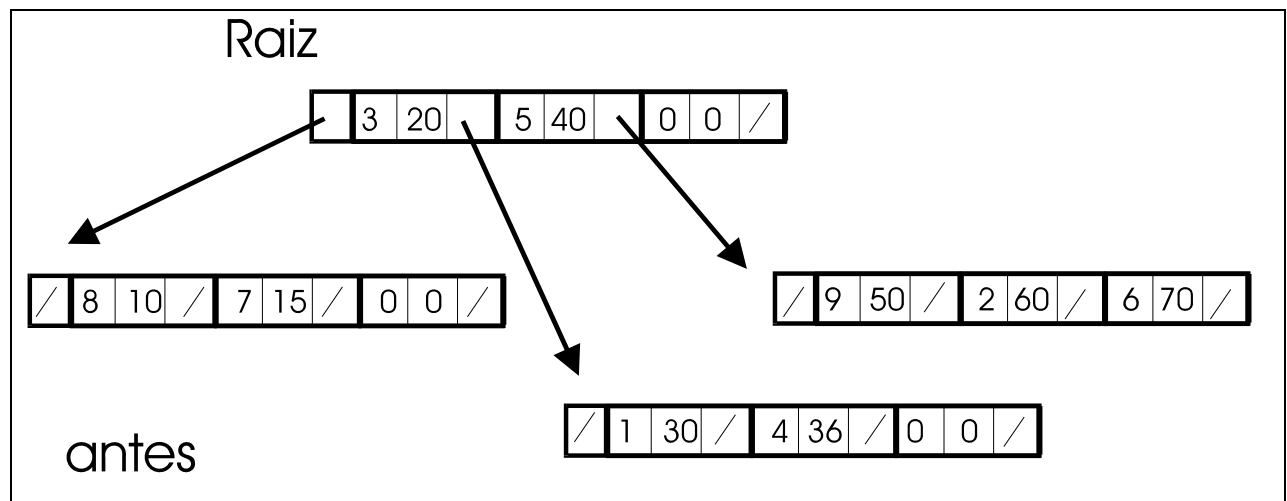 Raiz
3 20 5 40 0 0 /
/ 8 10 / 7 15 / 0 0 /
/ 9 50 / 2 60 / 6 70 /
/ 1 30 / 4 36 / 0 0 /
antes